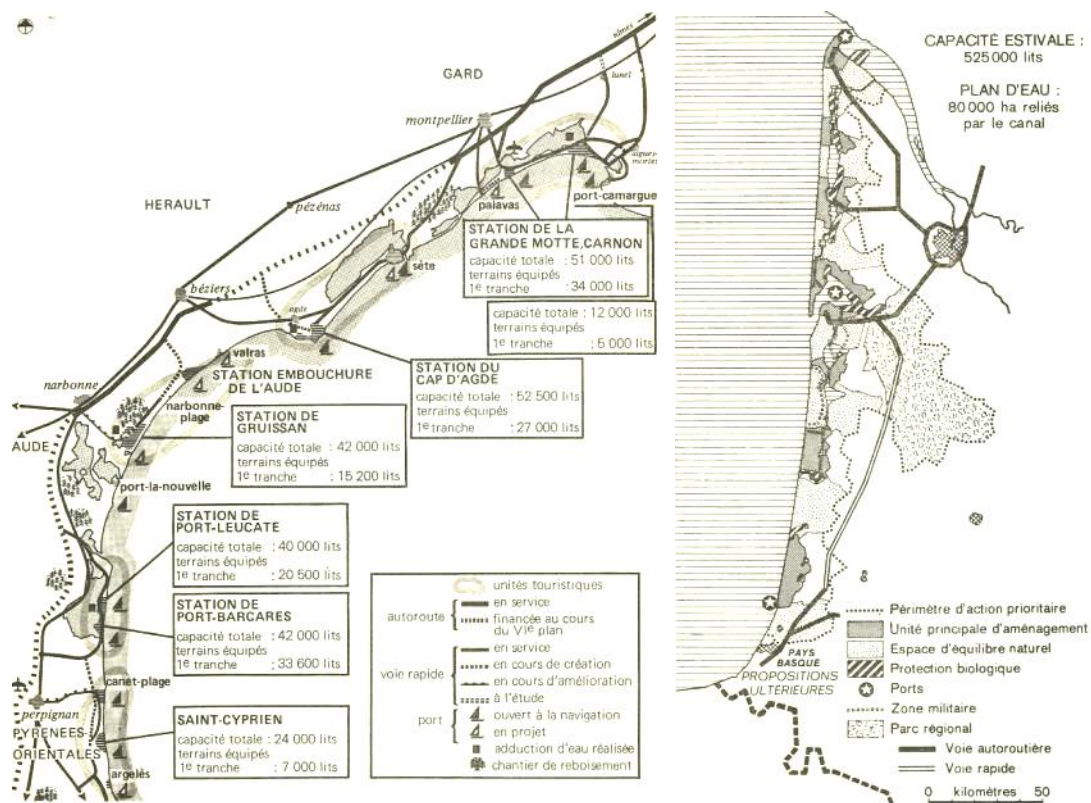 nîmes
GARD
lunel
montpellier
aigues-
mortes
palavas
port-camargue
HERAULT
pézénas
STATION DE LA
GRANDE MOTTE, CARNON
capacité totale : 51 000 lits
terrains équipés
1e tranche : 34 000 lits
sète
béziers
capacité totale : 12 000 lits
terrains équipés
1e tranche : 5 000 lits
agde
valras
STATION EMBOUCHURE
DE L'AUDE
STATION DU
CAP D'AGDE
capacité totale : 52 500 lits
terrains équipés
1e tranche : 27 000 lits
narbonne
narbonne-
plage
AUDE
STATION DE
GRUISSAN
capacité totale : 42 000 lits
terrains équipés
1e tranche : 15 200 lits
port-la-nouvelle
STATION DE
PORT-LEUCATE
capacité totale : 40 000 lits
terrains équipés
1e tranche : 20 500 lits
STATION DE
PORT-BARCARES
capacité totale : 42 000 lits
terrains équipés
1e tranche : 33 600 lits
canet-plage
perpignan
PYRENEES-
ORIENTALES
SAINT-CYPRIEN
capacité totale : 24 000 lits
terrains équipés
1e tranche : 7 000 lits
argelès
unités touristiques
autoroute
en service
financée au cours
du VIe plan
voie rapide
en service
en cours de création
en cours d'amélioration
à l'étude
port
ouvert à la navigation
en projet
adduction d'eau réalisée
chantier de reboisement
CAPACITÉ ESTIVALE :
525 000 lits
PLAN D'EAU :
80 000 ha reliés
par le canal
PAYS
BASQUE
PROPOSITIONS
ULTÉRIEURES
Périmètre d'action prioritaire
Unité principale d'aménagement
Espace d'équilibre naturel
Protection biologique
Ports
Zone militaire
Parc régional
Voie autoroutière
Voie rapide
0 kilomètres 50